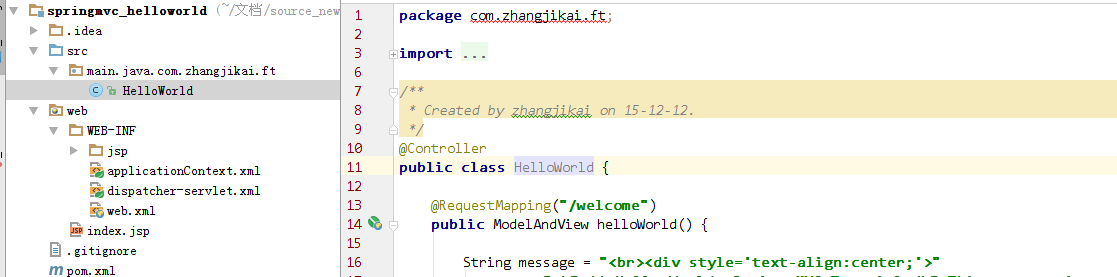 springmvc_helloworld (~/文档/source_new
.idea
src
main.java.com.zhangjikai.ft
HelloWorld
web
WEB-INF
jsp
applicationContext.xml
dispatcher-servlet.xml
web.xml
index.jsp
.gitignore
pom.xml
1 package com.zhangjikai.ft;
2
3 import ...
6
7 /**
8 * Created by zhangjikai on 15-12-12.
9 */
10 @Controller
11 public class HelloWorld {
12
13 @RequestMapping("/welcome")
14 public ModelAndView helloWorld() {
15
16 String message = "<br><div style='text-align:center;'>"